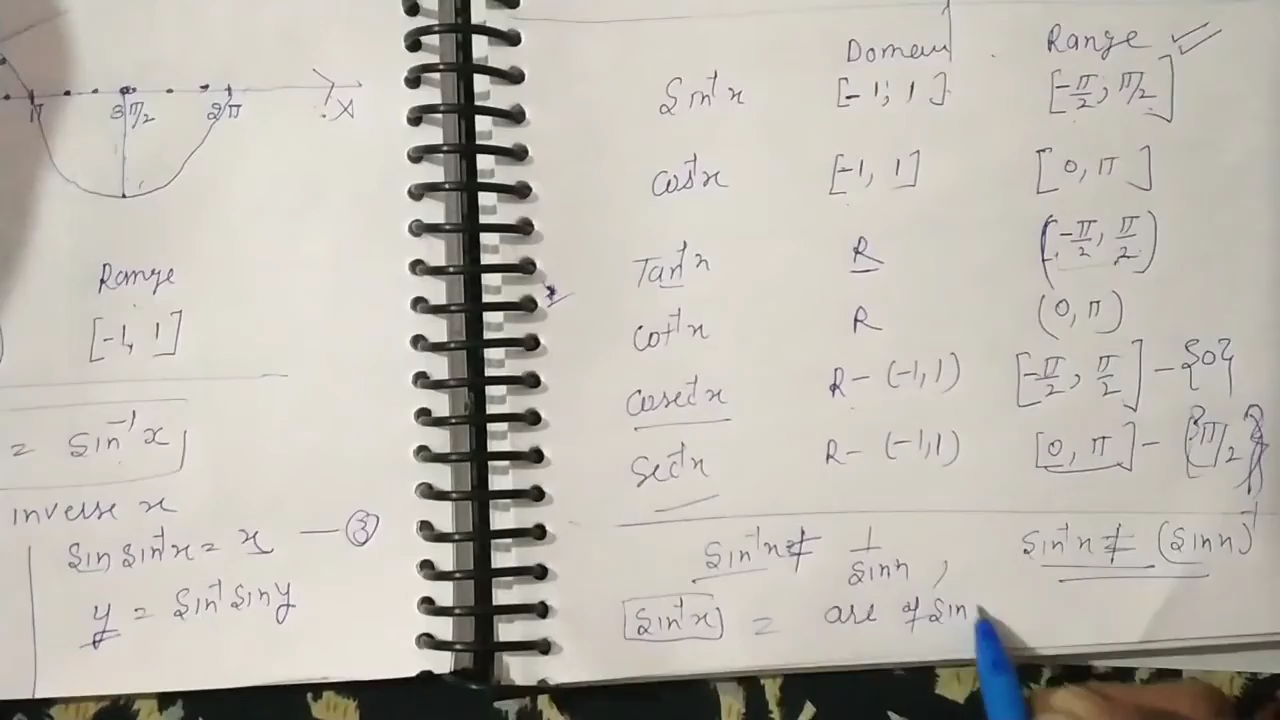 π 3π/2 2π X
Range
[-1, 1]
= Sin⁻¹x
inverse x
Sin Sin⁻¹x = x — ③
y = Sin⁻¹ Sin y
Domain Range
Sin⁻¹x [-1, 1] [-π/2, π/2]
Cos⁻¹x [-1, 1] [0, π]
Tan⁻¹x R (-π/2, π/2)
Cot⁻¹x R (0, π)
Cosec⁻¹x R-(-1,1) [-π/2, π/2] - {0}
Sec⁻¹x R-(-1,1) [0, π] - {π/2}
Sin⁻¹x ≠ 1/Sin x, Sin⁻¹x ≠ (Sin x)⁻¹
Sin⁻¹x = arc of Sin